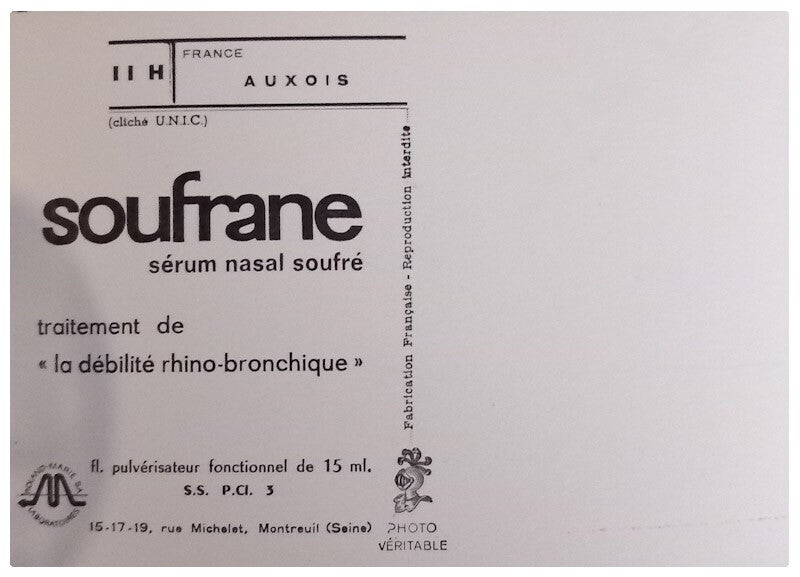 II H
FRANCE
AUXOIS
(cliché U.N.I.C.)
soufrane
sérum nasal soufré
traitement de
« la débilité rhino-bronchique »
fl. pulvérisateur fonctionnel de 15 ml.
S.S. P.Cl. 3
15-17-19, rue Michelet, Montreuil (Seine)
LABORATOIRES
Fabrication Française - Reproduction interdite
PHOTO
VÉRITABLE